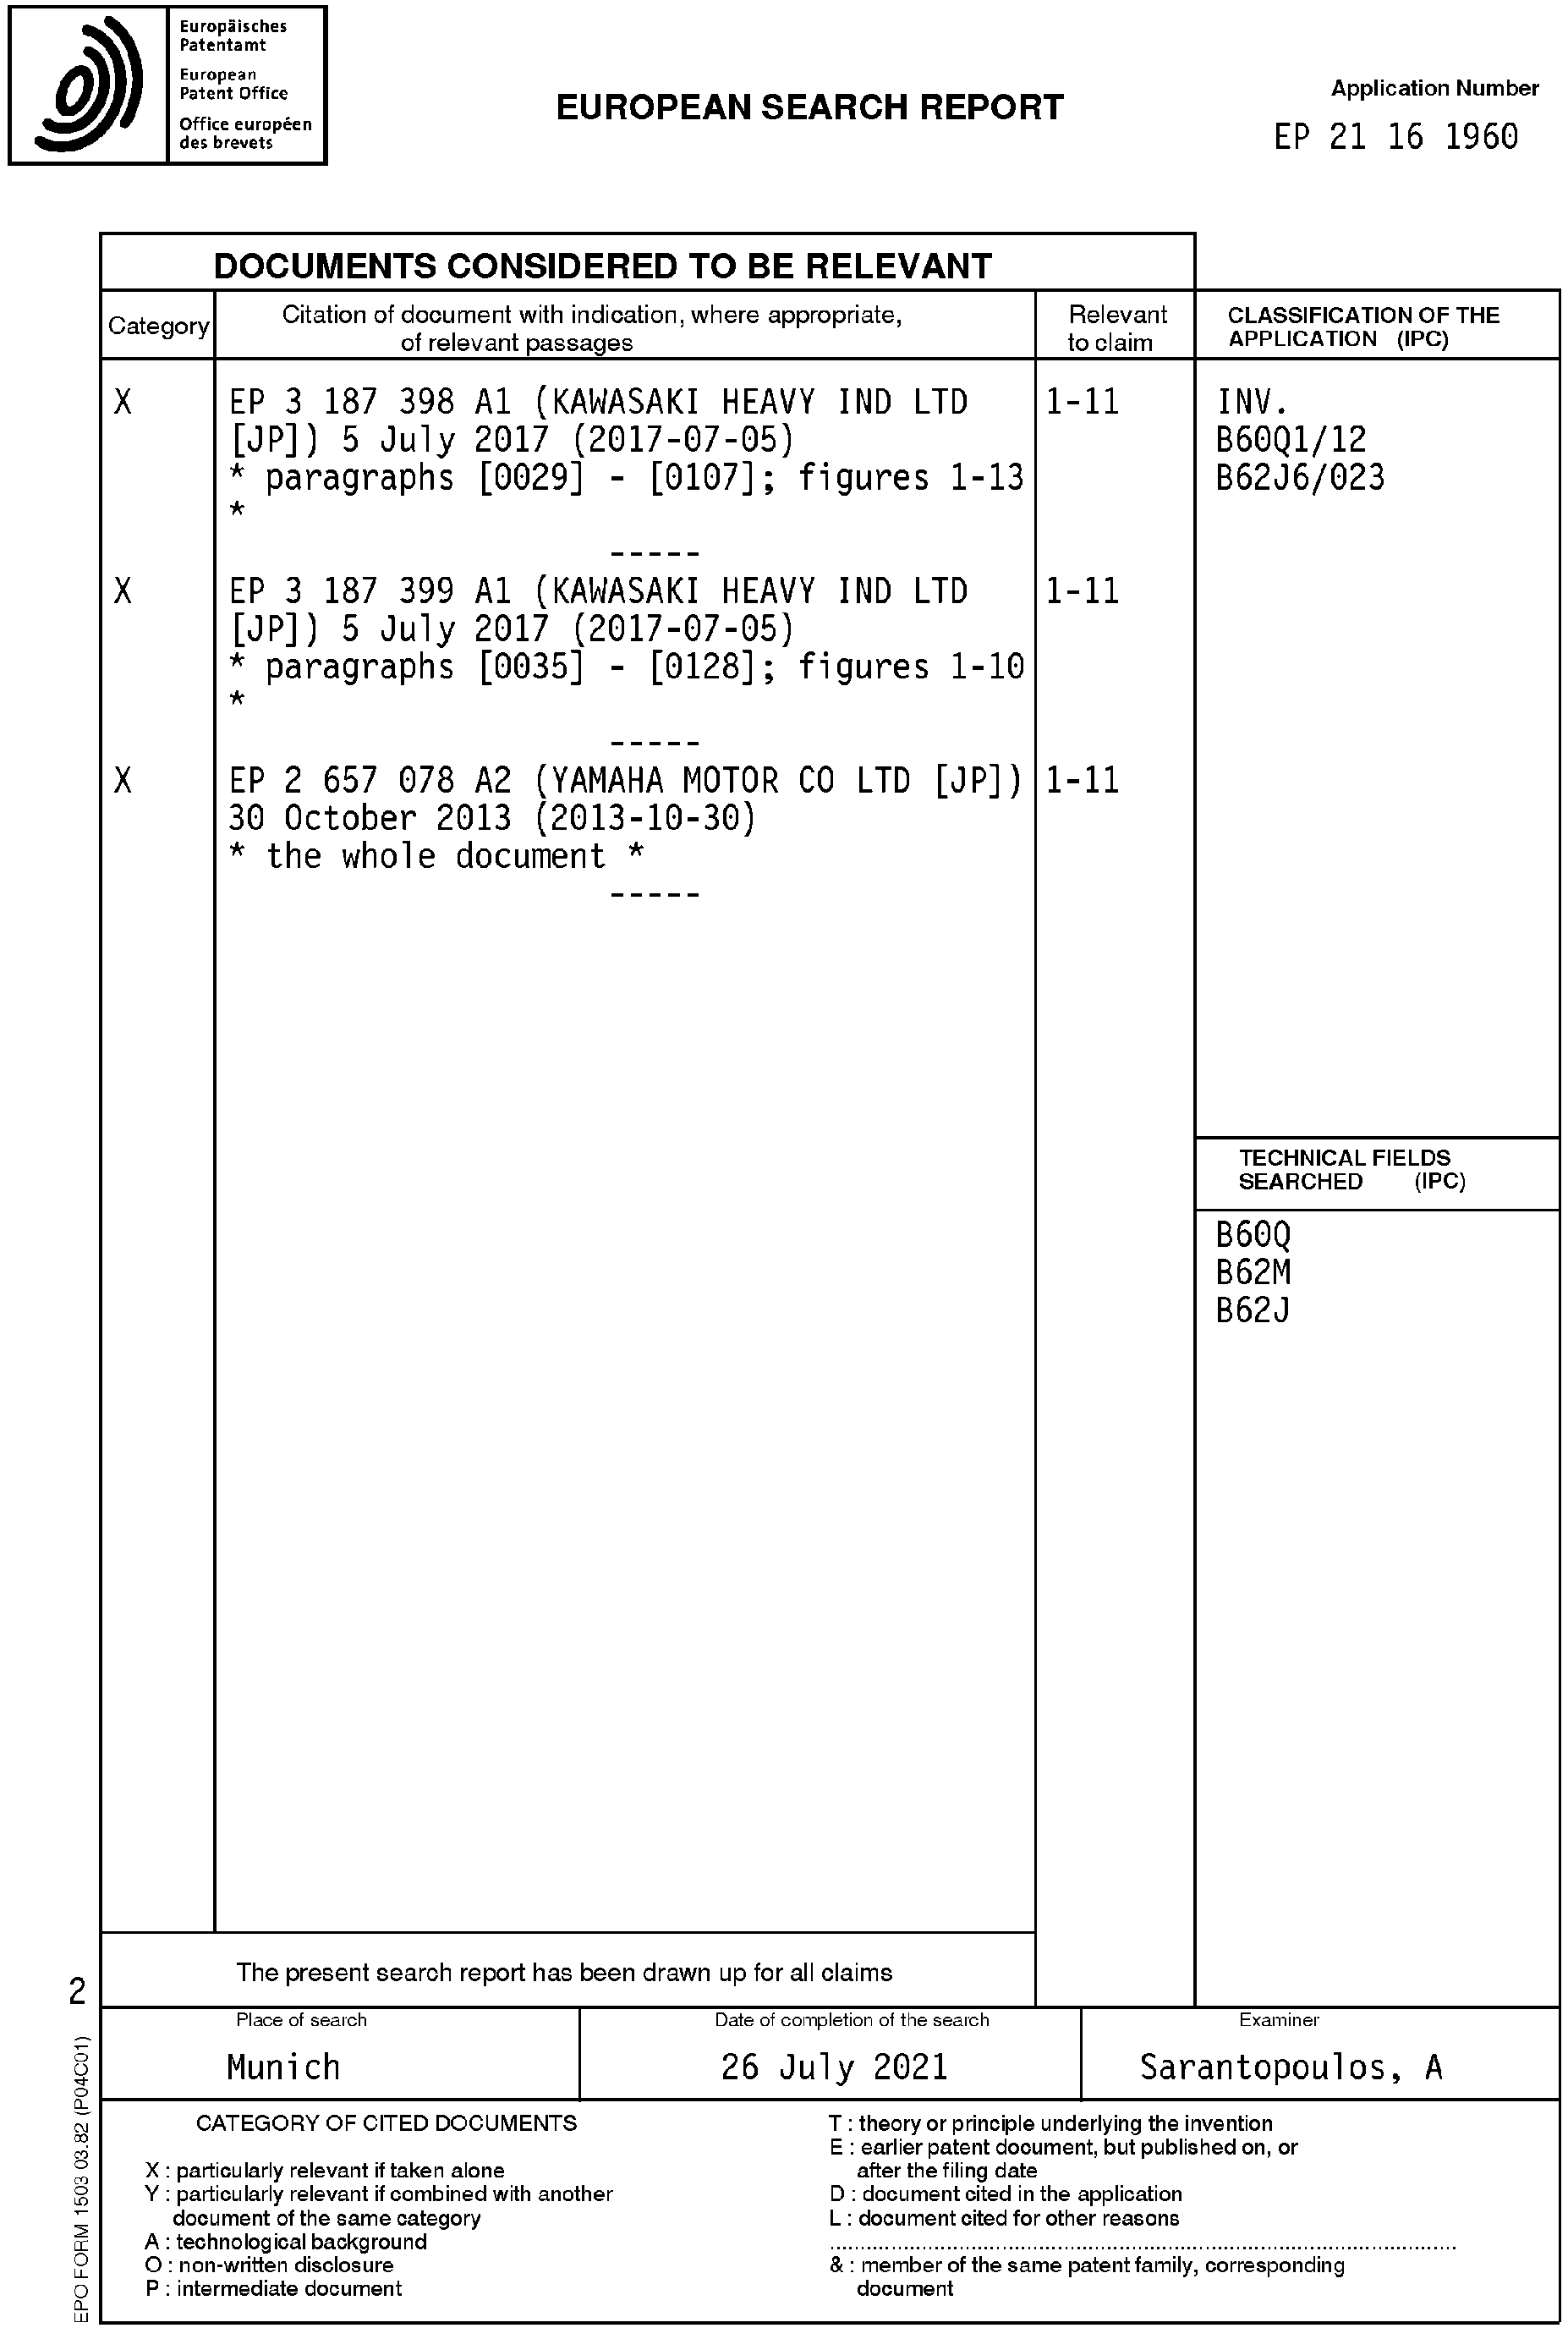 Europäisches
Patentamt
European
Patent Office
Office européen
des brevets
EUROPEAN SEARCH REPORT
Application Number
EP 21 16 1960
DOCUMENTS CONSIDERED TO BE RELEVANT
Category
Citation of document with indication, where appropriate,
of relevant passages
Relevant
to claim
CLASSIFICATION OF THE
APPLICATION (IPC)
X
EP 3 187 398 A1 (KAWASAKI HEAVY IND LTD
[JP]) 5 July 2017 (2017-07-05)
* paragraphs [0029] - [0107]; figures 1-13
*
-----
1-11
INV.
B60Q1/12
B62J6/023
X
EP 3 187 399 A1 (KAWASAKI HEAVY IND LTD
[JP]) 5 July 2017 (2017-07-05)
* paragraphs [0035] - [0128]; figures 1-10
*
-----
1-11
X
EP 2 657 078 A2 (YAMAHA MOTOR CO LTD [JP])
30 October 2013 (2013-10-30)
* the whole document *
-----
1-11
TECHNICAL FIELDS
SEARCHED (IPC)
B60Q
B62M
B62J
The present search report has been drawn up for all claims
2
Place of search
Munich
Date of completion of the search
26 July 2021
Examiner
Sarantopoulos, A
CATEGORY OF CITED DOCUMENTS
X : particularly relevant if taken alone
Y : particularly relevant if combined with another
document of the same category
A : technological background
O : non-written disclosure
P : intermediate document
T : theory or principle underlying the invention
E : earlier patent document, but published on, or
after the filing date
D : document cited in the application
L : document cited for other reasons
& : member of the same patent family, corresponding
document
EPO FORM 1503 03.82 (P04C01)